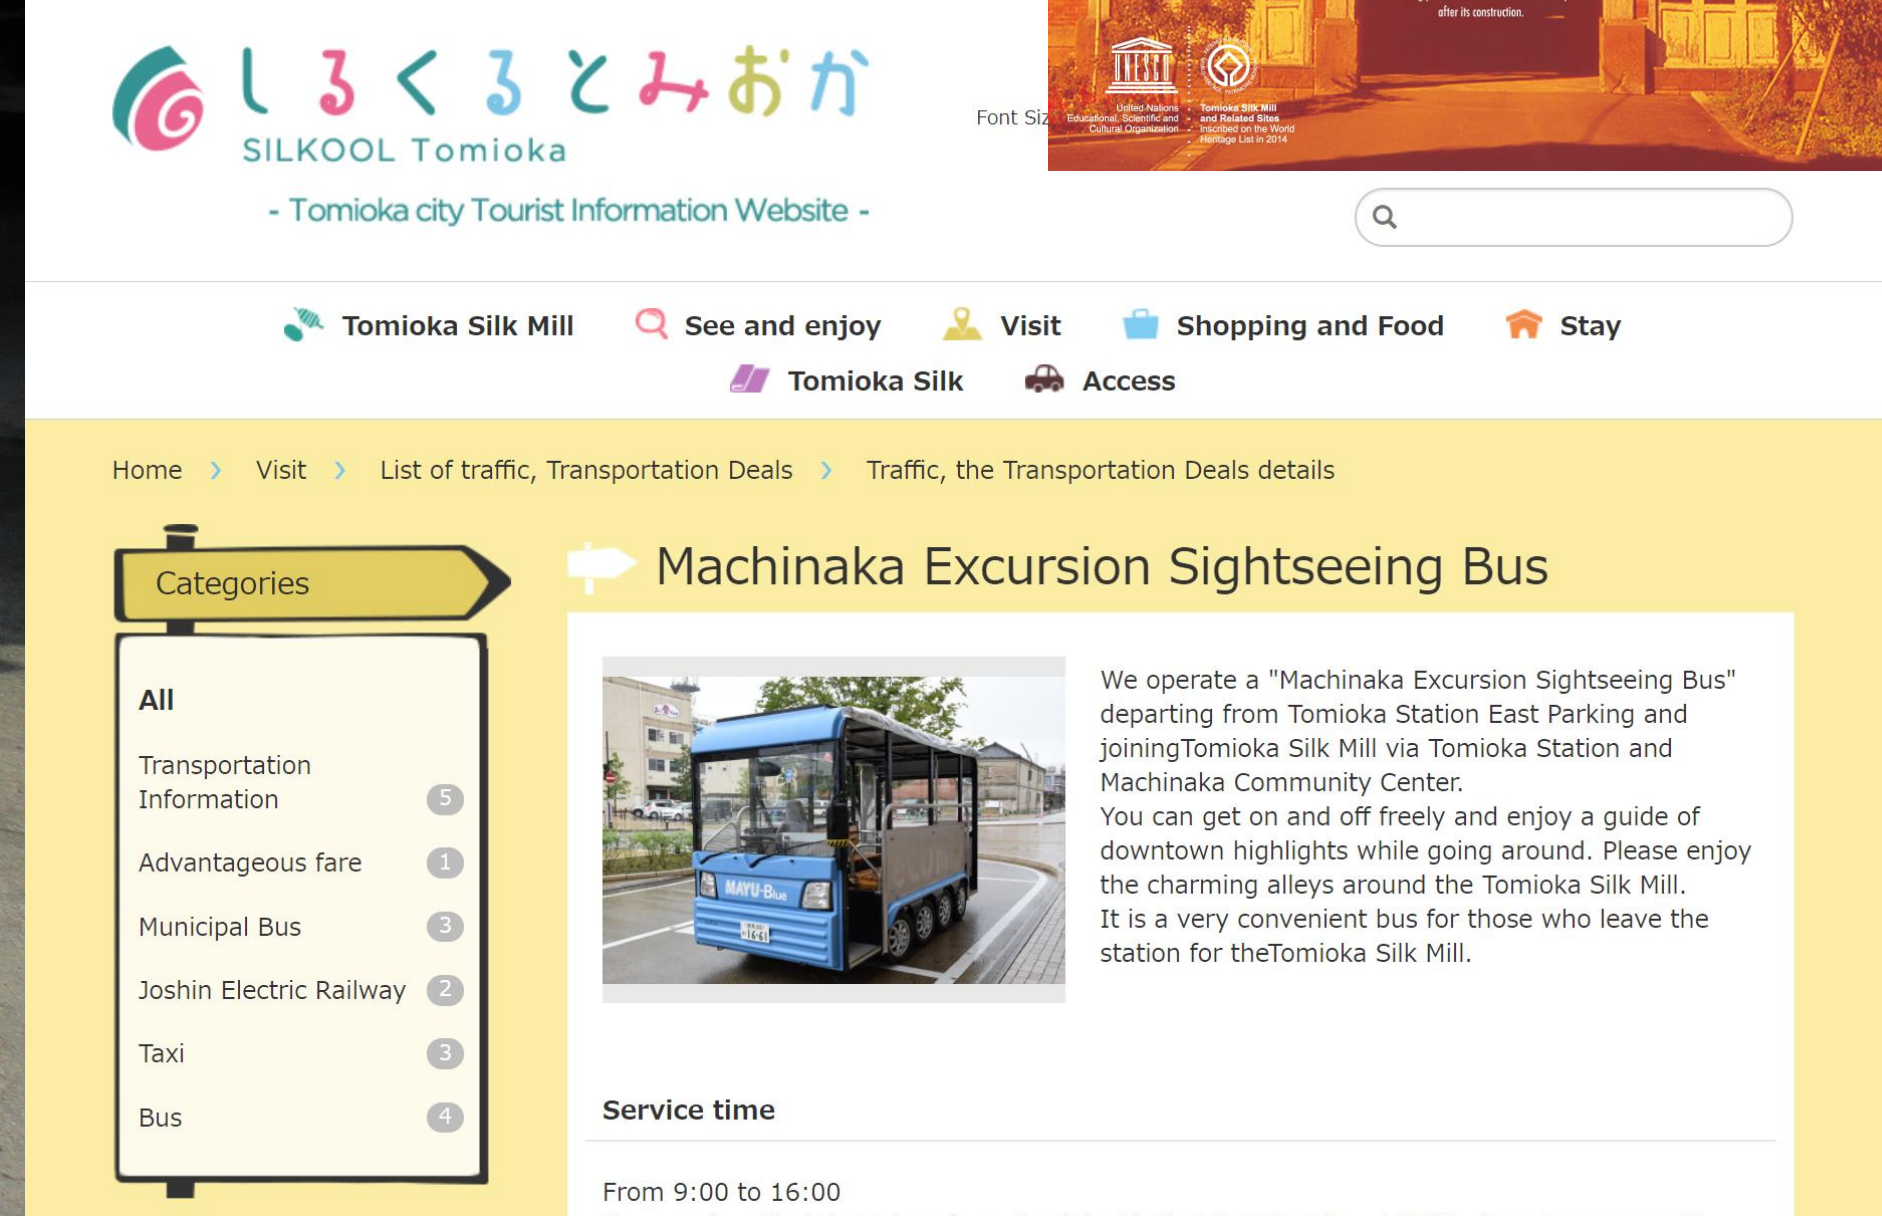 after its construction.
しるくるとみおか
SILKOOL Tomioka
- Tomioka city Tourist Information Website -
Font Siz
UNESCO
United Nations
Educational, Scientific and
Cultural Organization
Tomioka Silk Mill
and Related Sites
Inscribed on the World
Heritage List in 2014
Tomioka Silk Mill
See and enjoy
Visit
Shopping and Food
Stay
Tomioka Silk
Access
Home › Visit › List of traffic, Transportation Deals › Traffic, the Transportation Deals details
Categories
All
Transportation
Information 5
Advantageous fare 1
Municipal Bus 3
Joshin Electric Railway 2
Taxi 3
Bus 4
Machinaka Excursion Sightseeing Bus
MAYU-Blue
16-61
We operate a "Machinaka Excursion Sightseeing Bus"
departing from Tomioka Station East Parking and
joiningTomioka Silk Mill via Tomioka Station and
Machinaka Community Center.
You can get on and off freely and enjoy a guide of
downtown highlights while going around. Please enjoy
the charming alleys around the Tomioka Silk Mill.
It is a very convenient bus for those who leave the
station for theTomioka Silk Mill.
Service time
From 9:00 to 16:00